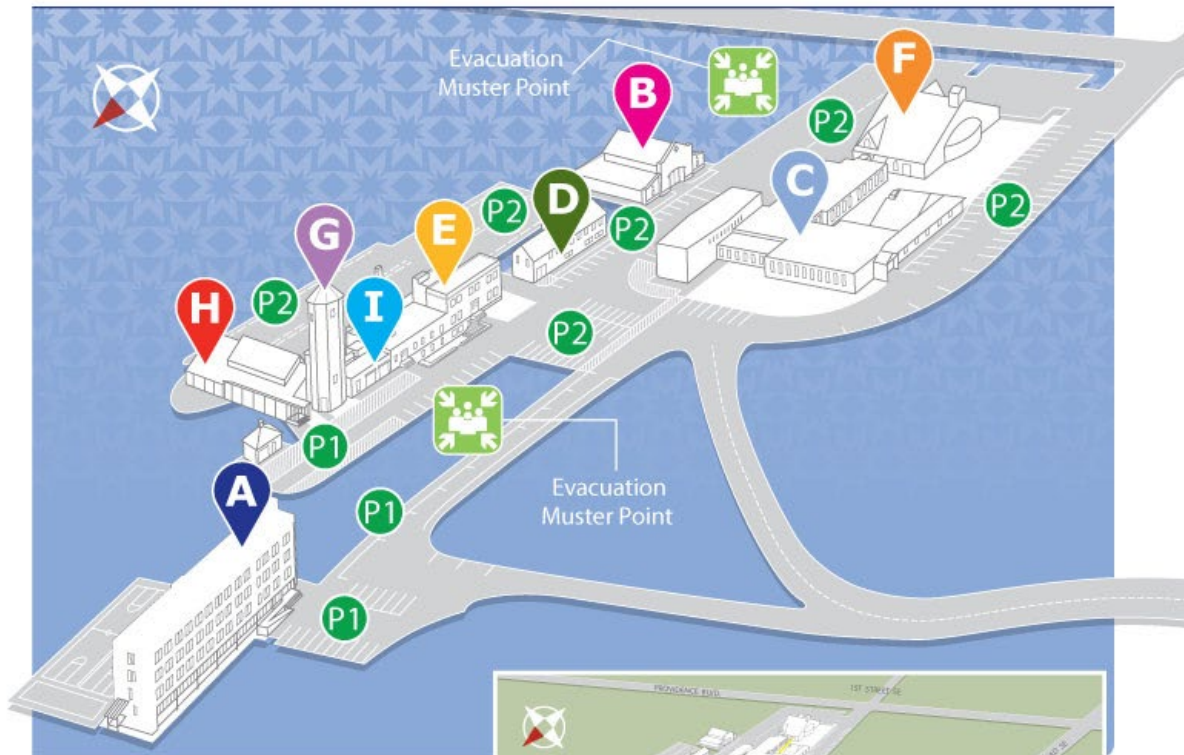 Evacuation
Muster Point
F
B
P2
C
D
P2
P2
P2
E
G
P2
I
H
P2
P1
Evacuation
Muster Point
A
P1
P1
PROVIDENCE BLVD.
1ST STREET SE